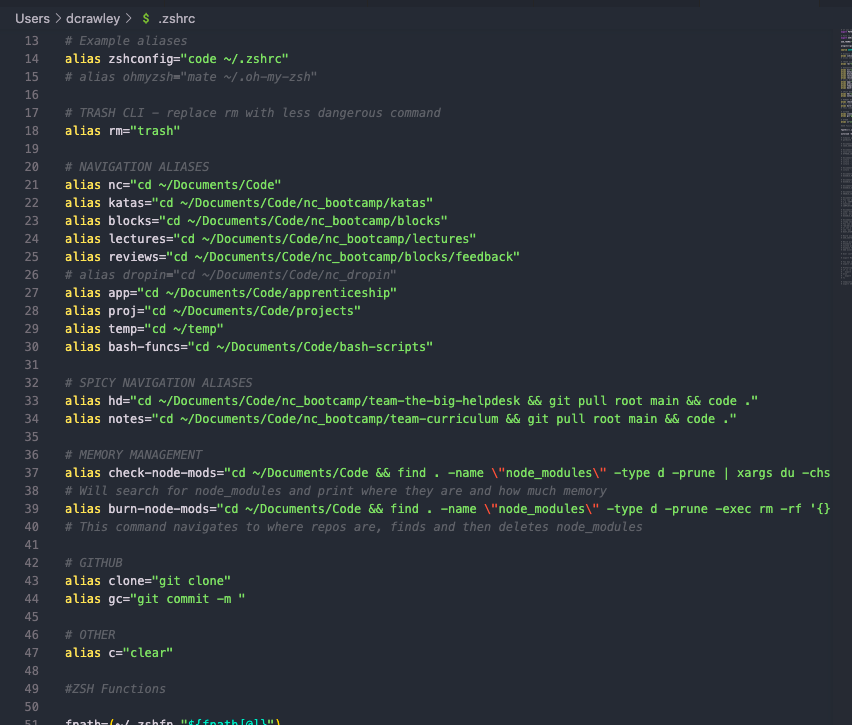 Users > dcrawley > $ .zshrc
13 # Example aliases
14 alias zshconfig="code ~/.zshrc"
15 # alias ohmyzsh="mate ~/.oh-my-zsh"
16
17 # TRASH CLI - replace rm with less dangerous command
18 alias rm="trash"
19
20 # NAVIGATION ALIASES
21 alias nc="cd ~/Documents/Code"
22 alias katas="cd ~/Documents/Code/nc_bootcamp/katas"
23 alias blocks="cd ~/Documents/Code/nc_bootcamp/blocks"
24 alias lectures="cd ~/Documents/Code/nc_bootcamp/lectures"
25 alias reviews="cd ~/Documents/Code/nc_bootcamp/blocks/feedback"
26 # alias dropin="cd ~/Documents/Code/nc_dropin"
27 alias app="cd ~/Documents/Code/apprenticeship"
28 alias proj="cd ~/Documents/Code/projects"
29 alias temp="cd ~/temp"
30 alias bash-funcs="cd ~/Documents/Code/bash-scripts"
31
32 # SPICY NAVIGATION ALIASES
33 alias hd="cd ~/Documents/Code/nc_bootcamp/team-the-big-helpdesk && git pull root main && code ."
34 alias notes="cd ~/Documents/Code/nc_bootcamp/team-curriculum && git pull root main && code ."
35
36 # MEMORY MANAGEMENT
37 alias check-node-mods="cd ~/Documents/Code && find . -name \"node_modules\" -type d -prune | xargs du -chs
38 # Will search for node_modules and print where they are and how much memory
39 alias burn-node-mods="cd ~/Documents/Code && find . -name \"node_modules\" -type d -prune -exec rm -rf '{}
40 # This command navigates to where repos are, finds and then deletes node_modules
41
42 # GITHUB
43 alias clone="git clone"
44 alias gc="git commit -m "
45
46 # OTHER
47 alias c="clear"
48
49 #ZSH Functions
50
51 fpath=(~/.zshfn "${fpath[@]}")